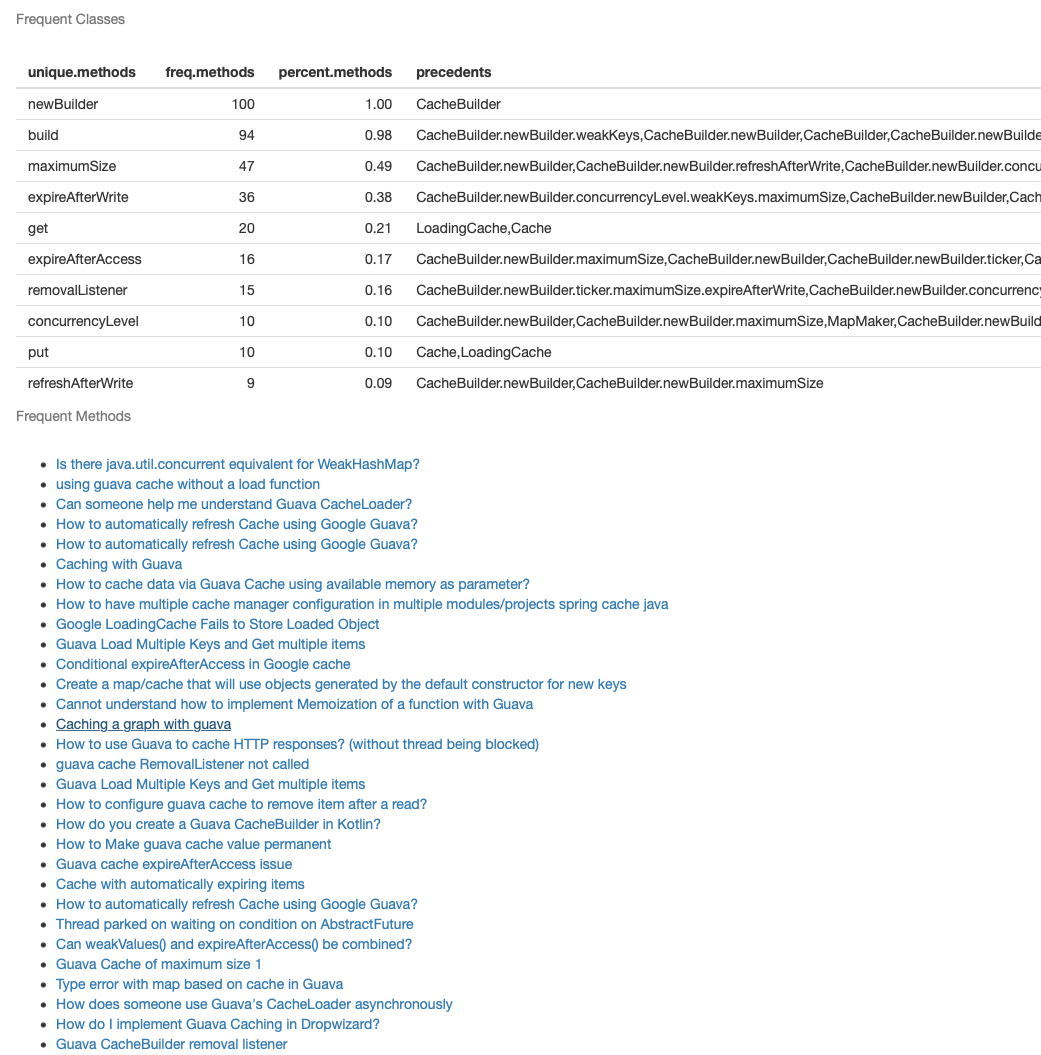 Frequent Classes
unique.methods freq.methods percent.methods precedents
newBuilder 100 1.00 CacheBuilder
build 94 0.98 CacheBuilder.newBuilder.weakKeys,CacheBuilder.newBuilder,CacheBuilder,CacheBuilder.newBuilde
maximumSize 47 0.49 CacheBuilder.newBuilder,CacheBuilder.newBuilder.refreshAfterWrite,CacheBuilder.newBuilder.concu
expireAfterWrite 36 0.38 CacheBuilder.newBuilder.concurrencyLevel.weakKeys.maximumSize,CacheBuilder.newBuilder,Cach
get 20 0.21 LoadingCache,Cache
expireAfterAccess 16 0.17 CacheBuilder.newBuilder.maximumSize,CacheBuilder.newBuilder,CacheBuilder.newBuilder.ticker,Ca
removalListener 15 0.16 CacheBuilder.newBuilder.ticker.maximumSize.expireAfterWrite,CacheBuilder.newBuilder.concurrency
concurrencyLevel 10 0.10 CacheBuilder.newBuilder,CacheBuilder.newBuilder.maximumSize,MapMaker,CacheBuilder.newBuild
put 10 0.10 Cache,LoadingCache
refreshAfterWrite 9 0.09 CacheBuilder.newBuilder,CacheBuilder.newBuilder.maximumSize
Frequent Methods
• Is there java.util.concurrent equivalent for WeakHashMap?
• using guava cache without a load function
• Can someone help me understand Guava CacheLoader?
• How to automatically refresh Cache using Google Guava?
• How to automatically refresh Cache using Google Guava?
• Caching with Guava
• How to cache data via Guava Cache using available memory as parameter?
• How to have multiple cache manager configuration in multiple modules/projects spring cache java
• Google LoadingCache Fails to Store Loaded Object
• Guava Load Multiple Keys and Get multiple items
• Conditional expireAfterAccess in Google cache
• Create a map/cache that will use objects generated by the default constructor for new keys
• Cannot understand how to implement Memoization of a function with Guava
• Caching a graph with guava
• How to use Guava to cache HTTP responses? (without thread being blocked)
• guava cache RemovalListener not called
• Guava Load Multiple Keys and Get multiple items
• How to configure guava cache to remove item after a read?
• How do you create a Guava CacheBuilder in Kotlin?
• How to Make guava cache value permanent
• Guava cache expireAfterAccess issue
• Cache with automatically expiring items
• How to automatically refresh Cache using Google Guava?
• Thread parked on waiting on condition on AbstractFuture
• Can weakValues() and expireAfterAccess() be combined?
• Guava Cache of maximum size 1
• Type error with map based on cache in Guava
• How does someone use Guava's CacheLoader asynchronously
• How do I implement Guava Caching in Dropwizard?
• Guava CacheBuilder removal listener